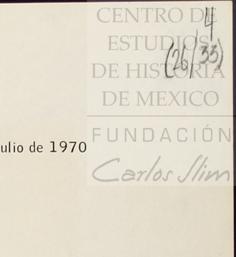 CENTRO DE
ESTUDIOS
DE HISTORIA
DE MEXICO
FUNDACIÓN
Carlos Slim
4
(26/33)
ulio de 1970